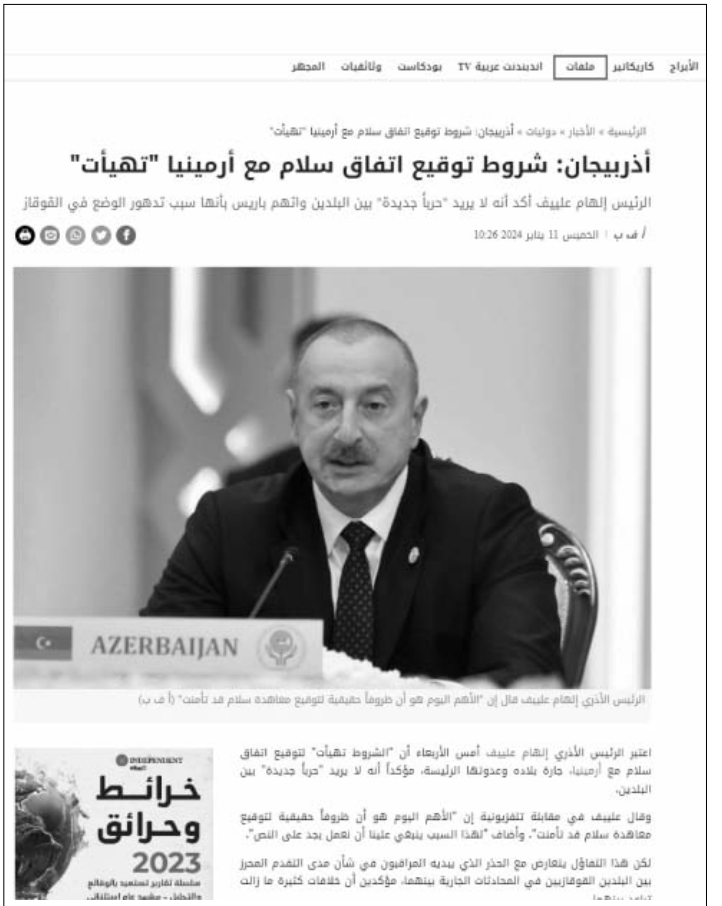 الأبراج كاريكاتير ملفات اندبندنت عربية TV بودكاست وثائقيات المجهر
الرئيسية » الأخبار » دوليات » أذربيجان: شروط توقيع اتفاق سلام مع أرمينيا "تهيأت"
أذربيجان: شروط توقيع اتفاق سلام مع أرمينيا "تهيأت"
الرئيس إلهام علييف أكد أنه لا يريد "حرباً جديدة" بين البلدين واتهم باريس بأنها سبب تدهور الوضع في القوقاز
أ ف ب | الخميس 11 يناير 2024 10:26
AZERBAIJAN
الرئيس الأذري إلهام علييف قال إن "الأهم اليوم هو أن ظروفاً حقيقية لتوقيع معاهدة سلام قد تأمنت" (أ ف ب)
اعتبر الرئيس الأذري إلهام علييف أمس الأربعاء أن "الشروط تهيأت" لتوقيع اتفاق
سلام مع أرمينيا، جارة بلاده وعدوتها الرئيسة، مؤكداً أنه لا يريد "حرباً جديدة" بين
البلدين.
وقال علييف في مقابلة تلفزيونية إن "الأهم اليوم هو أن ظروفاً حقيقية لتوقيع
معاهدة سلام قد تأمنت"، وأضاف "لهذا السبب ينبغي علينا أن نعمل بجد على النص".
لكن هذا التفاؤل يتعارض مع الحذر الذي يبديه المراقبون في شأن مدى التقدم المحرز
بين البلدين القوقازيين في المحادثات الجارية بينهما، مؤكدين أن خلافات كثيرة ما زالت
INDEPENDENT
خرائط
وحرائق
2023
سلسلة تقارير تستعيد بالوقائع